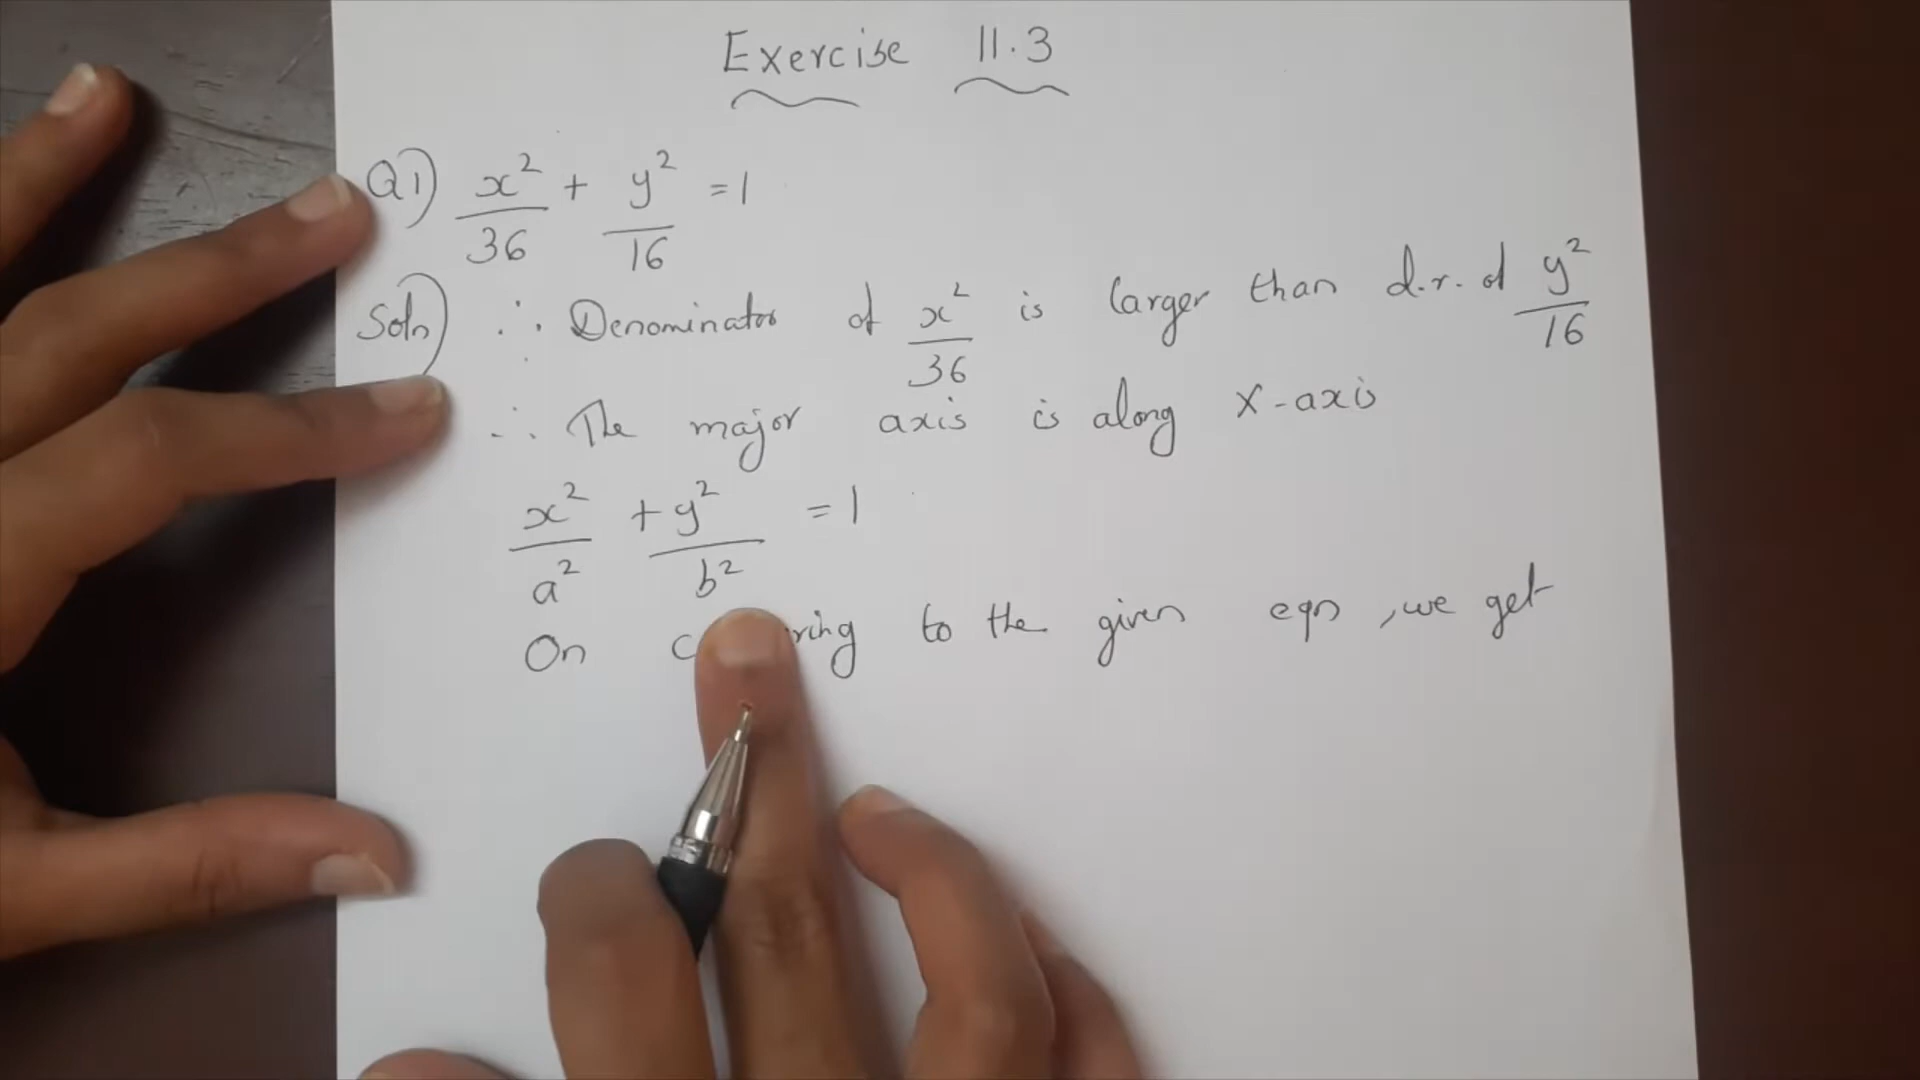 Exercise 11.3
Q1) x²/36 + y²/16 = 1
Soln) ∴ Denominator of x²/36 is larger than d.r. of y²/16
∴ The major axis is along X-axis
x²/a² + y²/b² = 1
On to the given eqn, we get